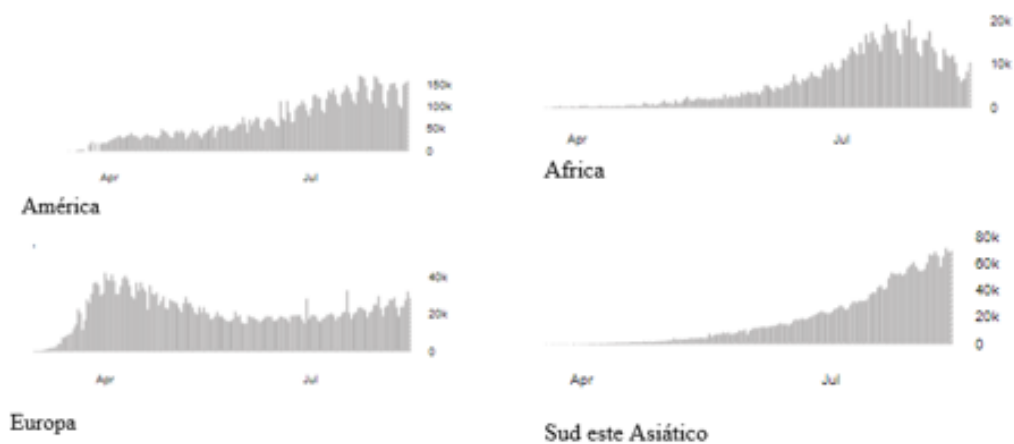 150k
100k
50k
0
Apr Jul
América
20k
10k
0
Apr Jul
Africa
40k
20k
0
Apr Jul
Europa
80k
60k
40k
20k
0
Apr Jul
Sud este Asiático